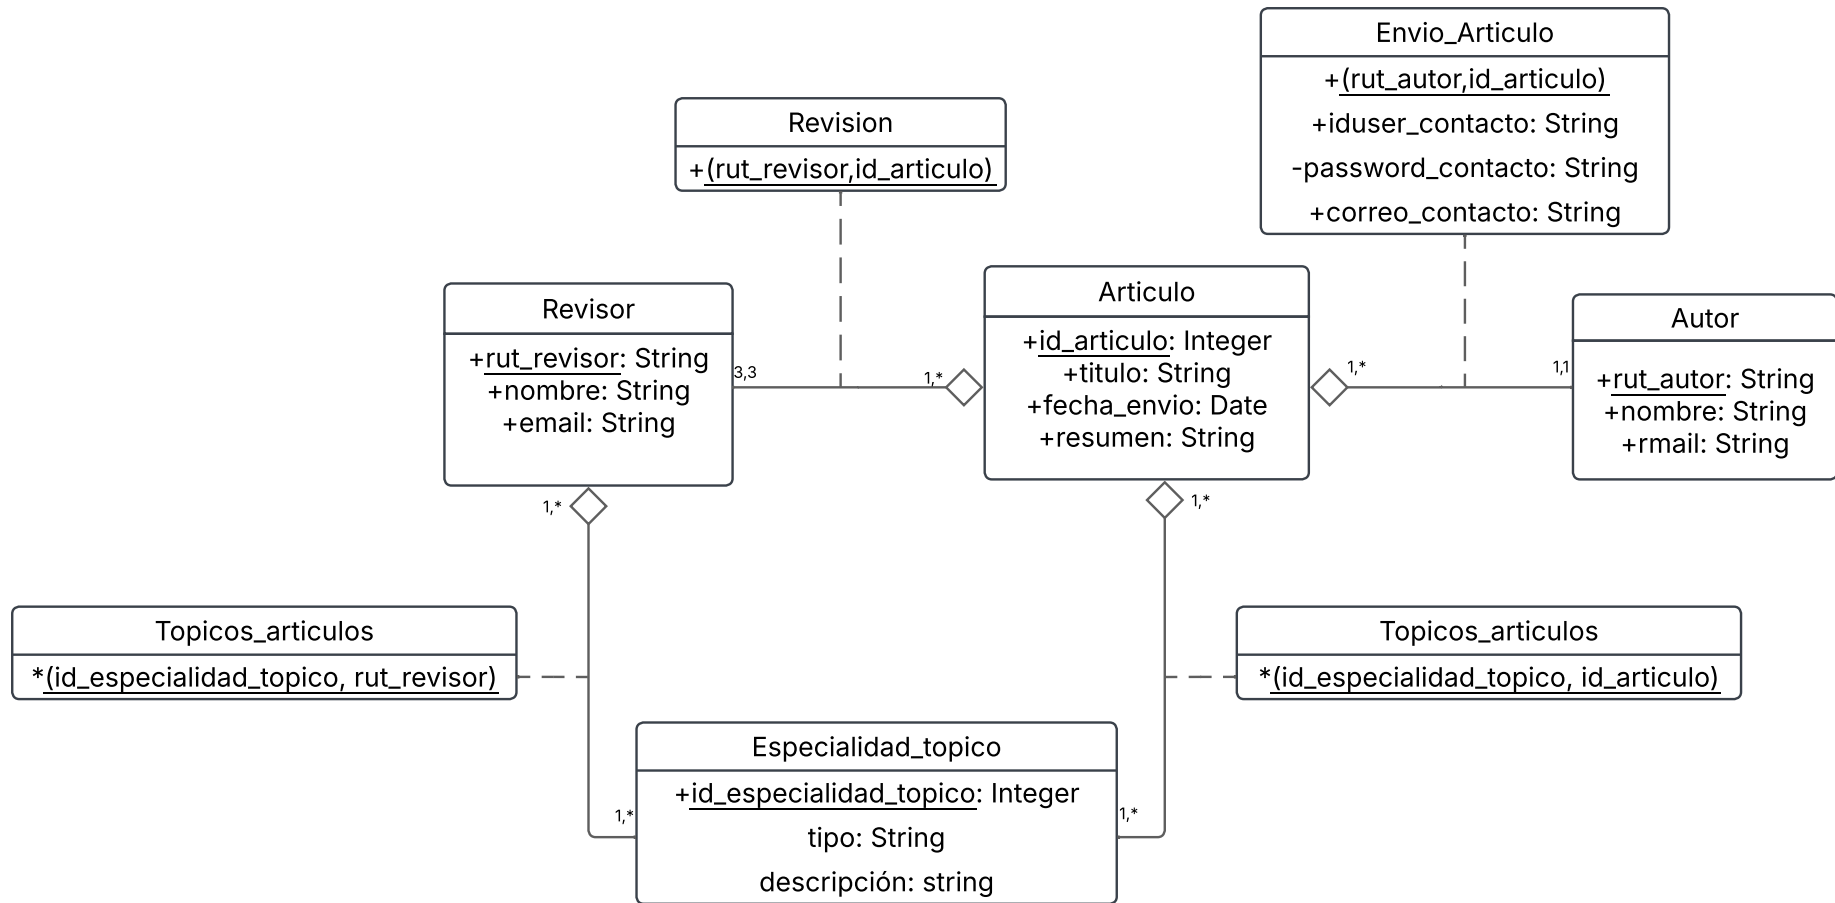 Envio_Articulo
+(rut_autor,id_articulo)
+iduser_contacto: String
-password_contacto: String
+correo_contacto: String
Revision
+(rut_revisor,id_articulo)
Revisor
+rut_revisor: String
+nombre: String
+email: String
3,3
1,*
Articulo
+id_articulo: Integer
+titulo: String
+fecha_envio: Date
+resumen: String
1,*
1,1
Autor
+rut_autor: String
+nombre: String
+rmail: String
1,*
1,*
Topicos_articulos
*(id_especialidad_topico, rut_revisor)
Topicos_articulos
*(id_especialidad_topico, id_articulo)
Especialidad_topico
+id_especialidad_topico: Integer
tipo: String
descripción: string
1,*
1,*